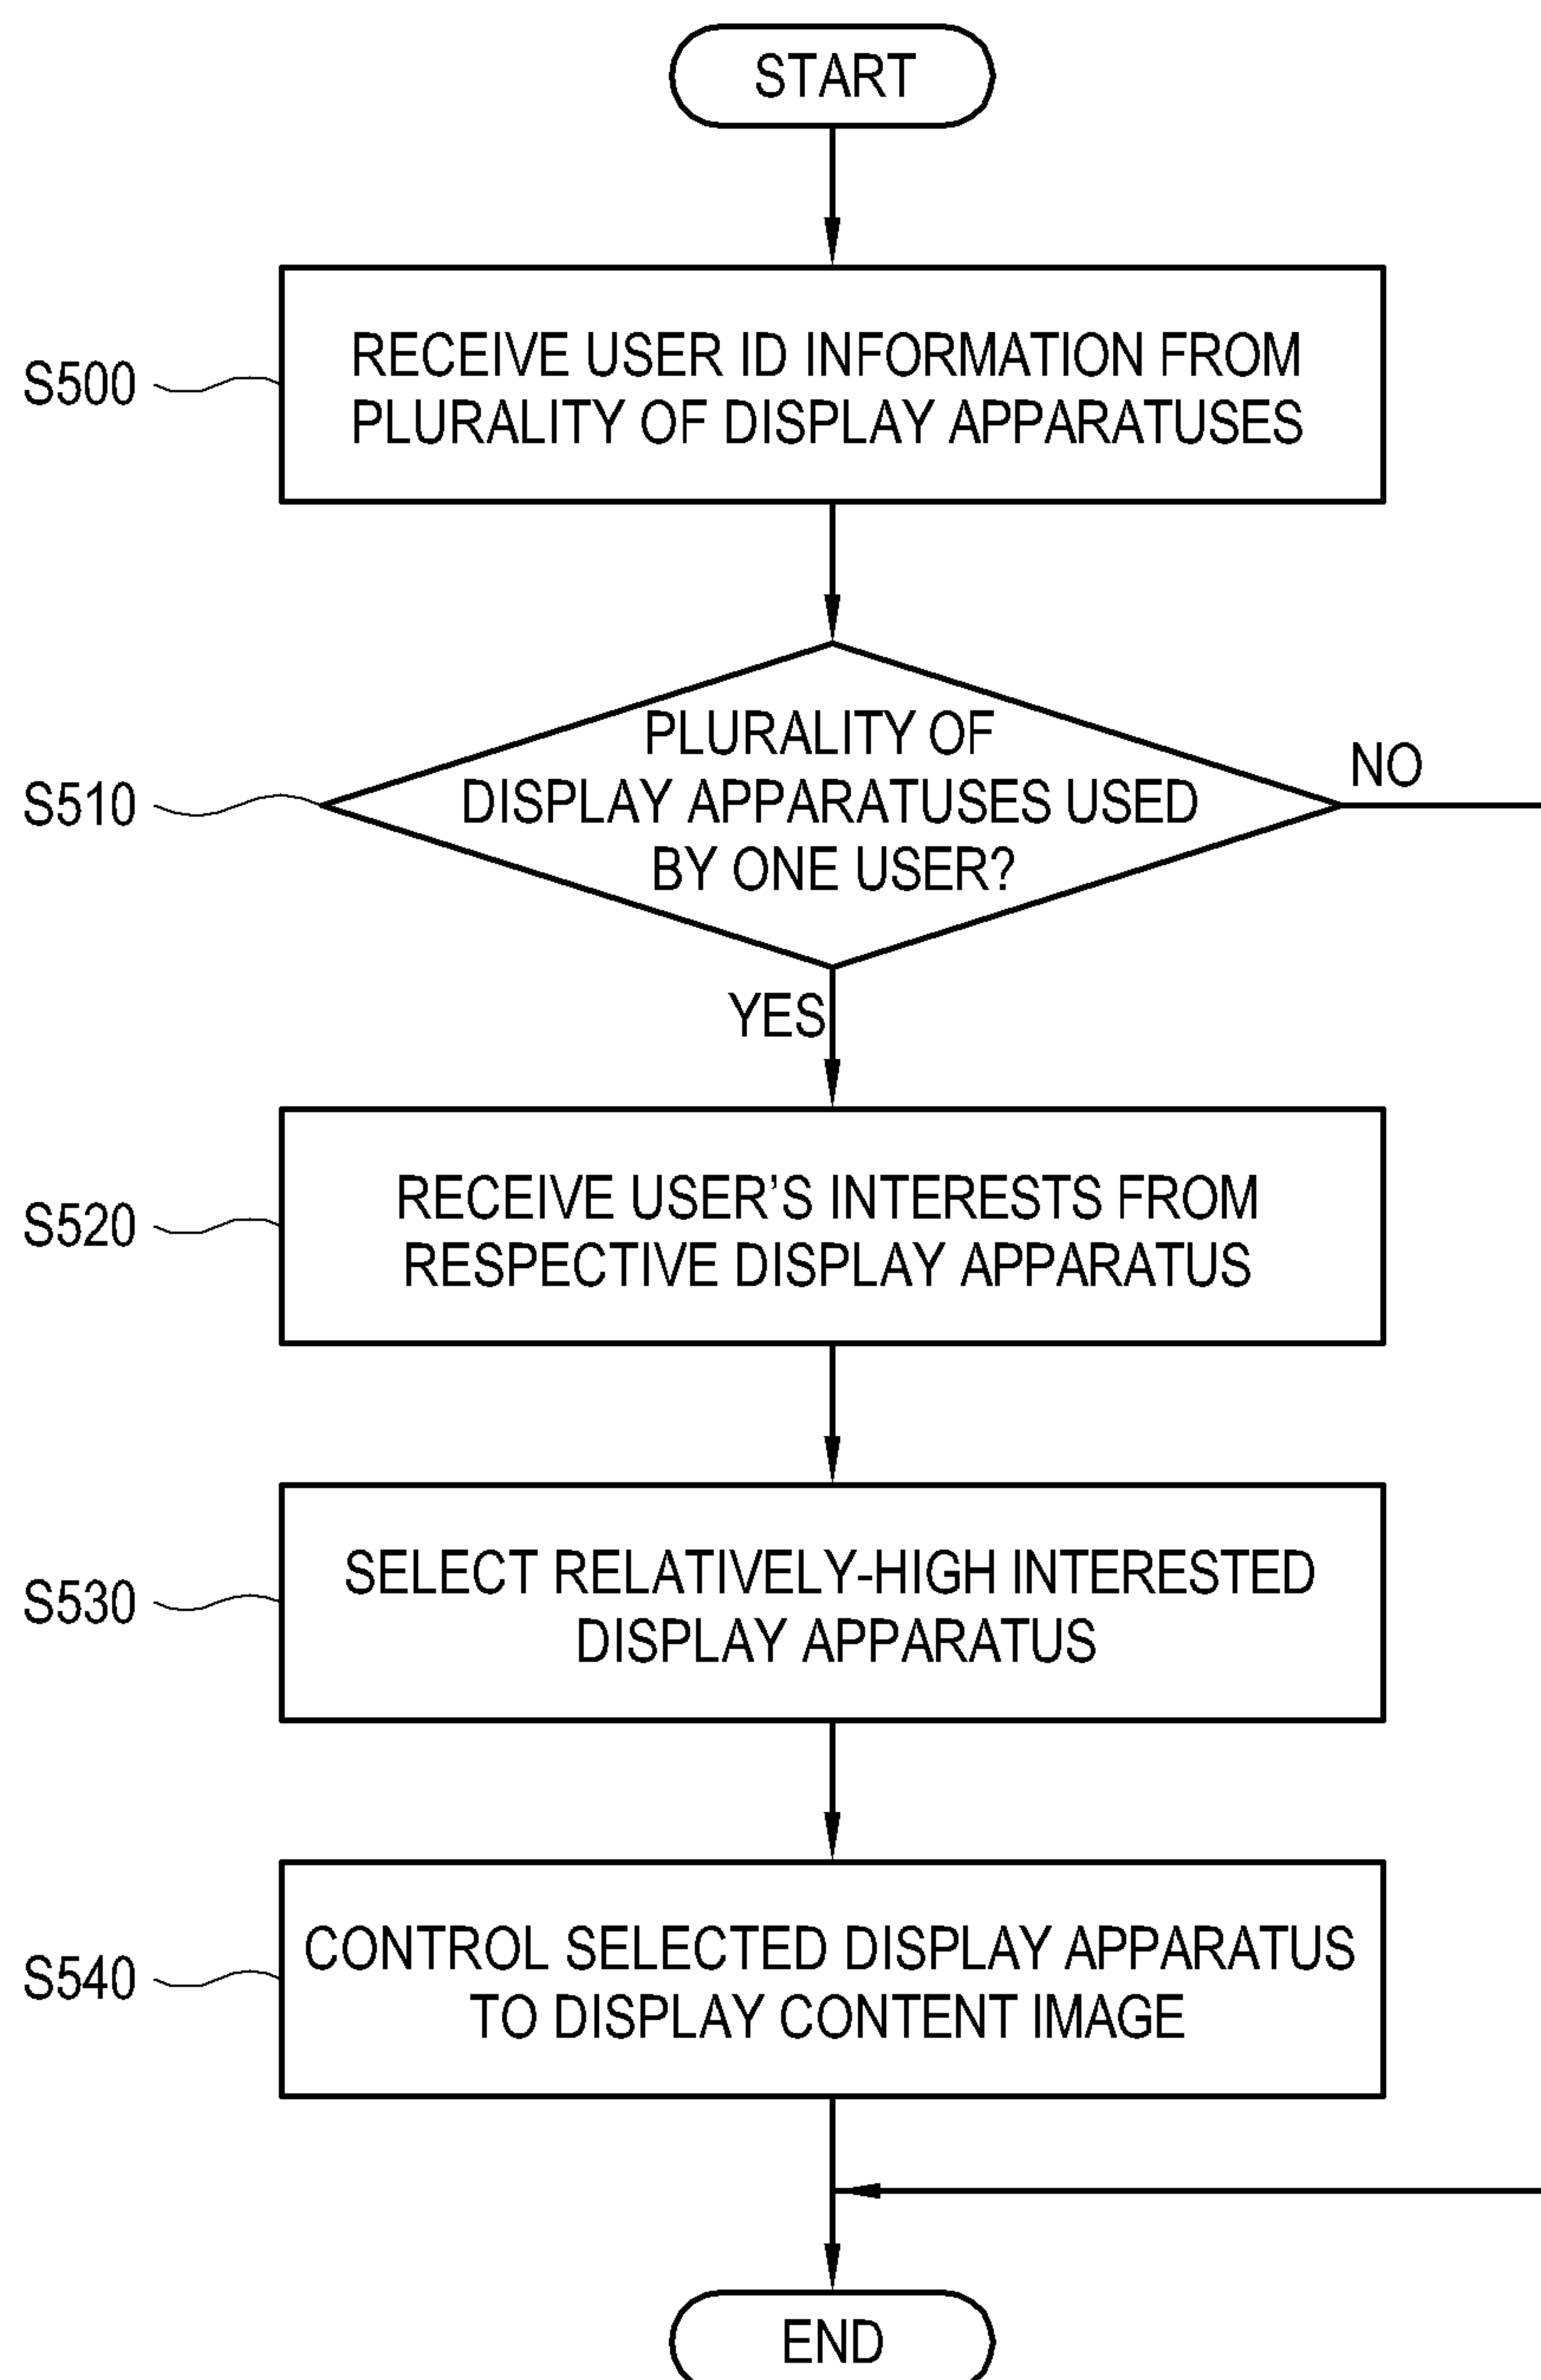 START
S500
RECEIVE USER ID INFORMATION FROM
PLURALITY OF DISPLAY APPARATUSES
S510
PLURALITY OF
DISPLAY APPARATUSES USED
BY ONE USER?
NO
YES
S520
RECEIVE USER'S INTERESTS FROM
RESPECTIVE DISPLAY APPARATUS
S530
SELECT RELATIVELY-HIGH INTERESTED
DISPLAY APPARATUS
S540
CONTROL SELECTED DISPLAY APPARATUS
TO DISPLAY CONTENT IMAGE
END